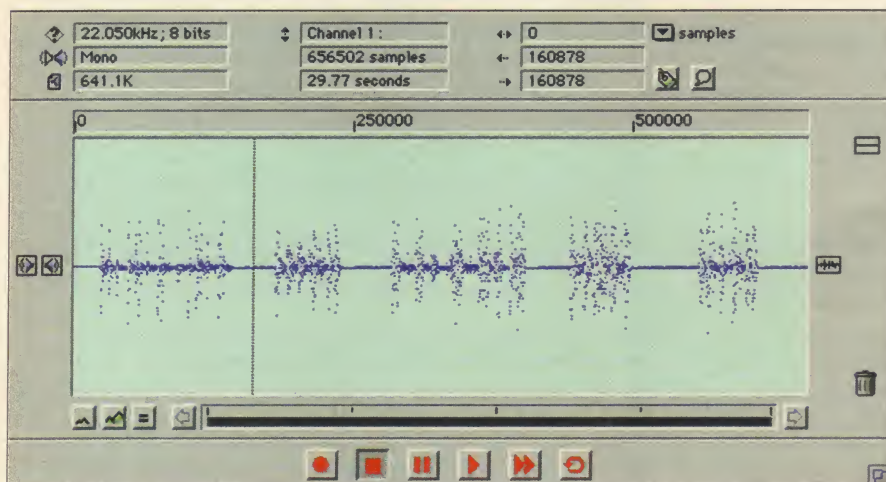 22.050kHz; 8 bits
Channel 1 :
0
samples
Mono
656502 samples
160878
641.1K
29.77 seconds
160878
0
250000
500000